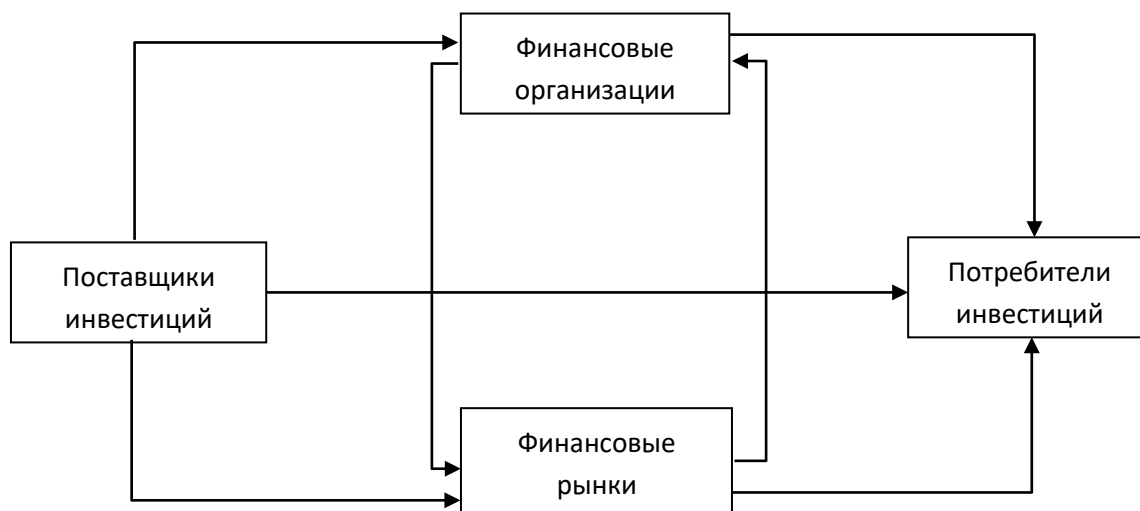 Финансовые
организации
Поставщики
инвестиций
Потребители
инвестиций
Финансовые
рынки